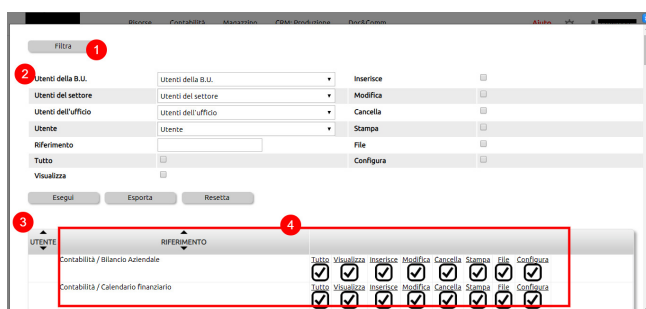 Risorse Contabilità Magazzino CRM: Produzione Doc&Comm Aiuto
Filtra 1
2
Utenti della B.U. Utenti della B.U. Inserisce
Utenti del settore Utenti del settore Modifica
Utenti dell'ufficio Utenti dell'ufficio Cancella
Utente Utente Stampa
Riferimento File
Tutto Configura
Visualizza
Esegui Esporta Resetta
3 4
UTENTE RIFERIMENTO
Contabilità / Bilancio Aziendale Tutto Visualizza Inserisce Modifica Cancella Stampa File Configura
Contabilità / Calendario finanziario Tutto Visualizza Inserisce Modifica Cancella Stampa File Configura